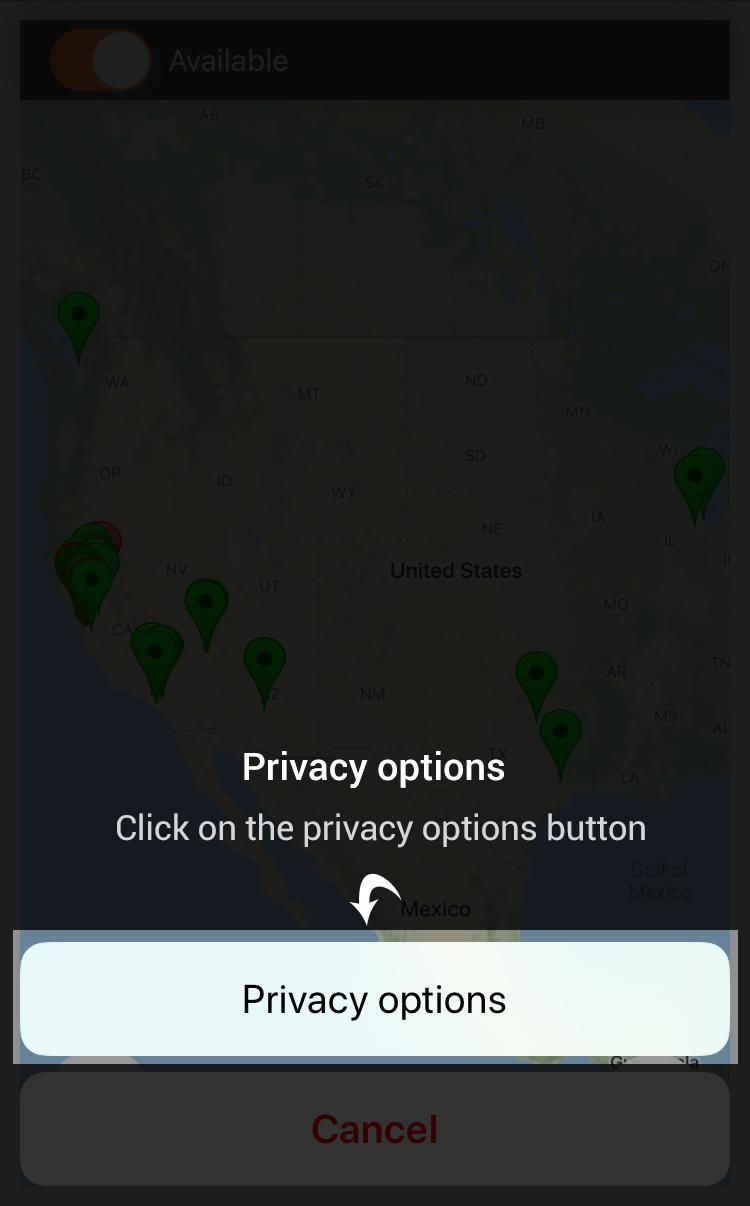 Available
AB
MB
BC
SK
ON
WA
MT
ND
MN
OR
ID
SD
WI
WY
IA
NE
IL
NV
UT
United States
MO
CA
AR
TN
NM
MS
TX
AL
LA
Privacy options
Click on the privacy options button
Gulf of
Mexico
Mexico
Privacy options
Cancel